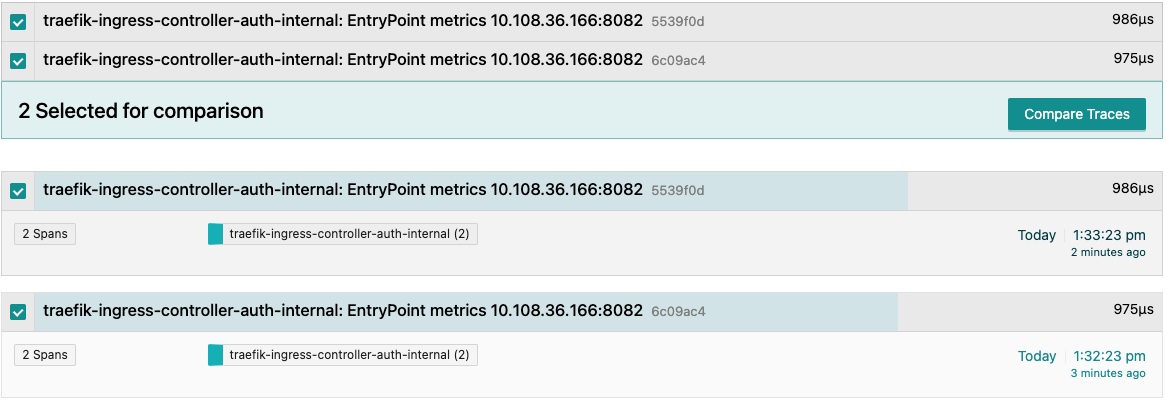 traefik-ingress-controller-auth-internal: EntryPoint metrics 10.108.36.166:8082 5539f0d 986μs
traefik-ingress-controller-auth-internal: EntryPoint metrics 10.108.36.166:8082 6c09ac4 975μs
2 Selected for comparison Compare Traces
traefik-ingress-controller-auth-internal: EntryPoint metrics 10.108.36.166:8082 5539f0d 986μs
2 Spans traefik-ingress-controller-auth-internal (2) Today 1:33:23 pm
2 minutes ago
traefik-ingress-controller-auth-internal: EntryPoint metrics 10.108.36.166:8082 6c09ac4 975μs
2 Spans traefik-ingress-controller-auth-internal (2) Today 1:32:23 pm
3 minutes ago